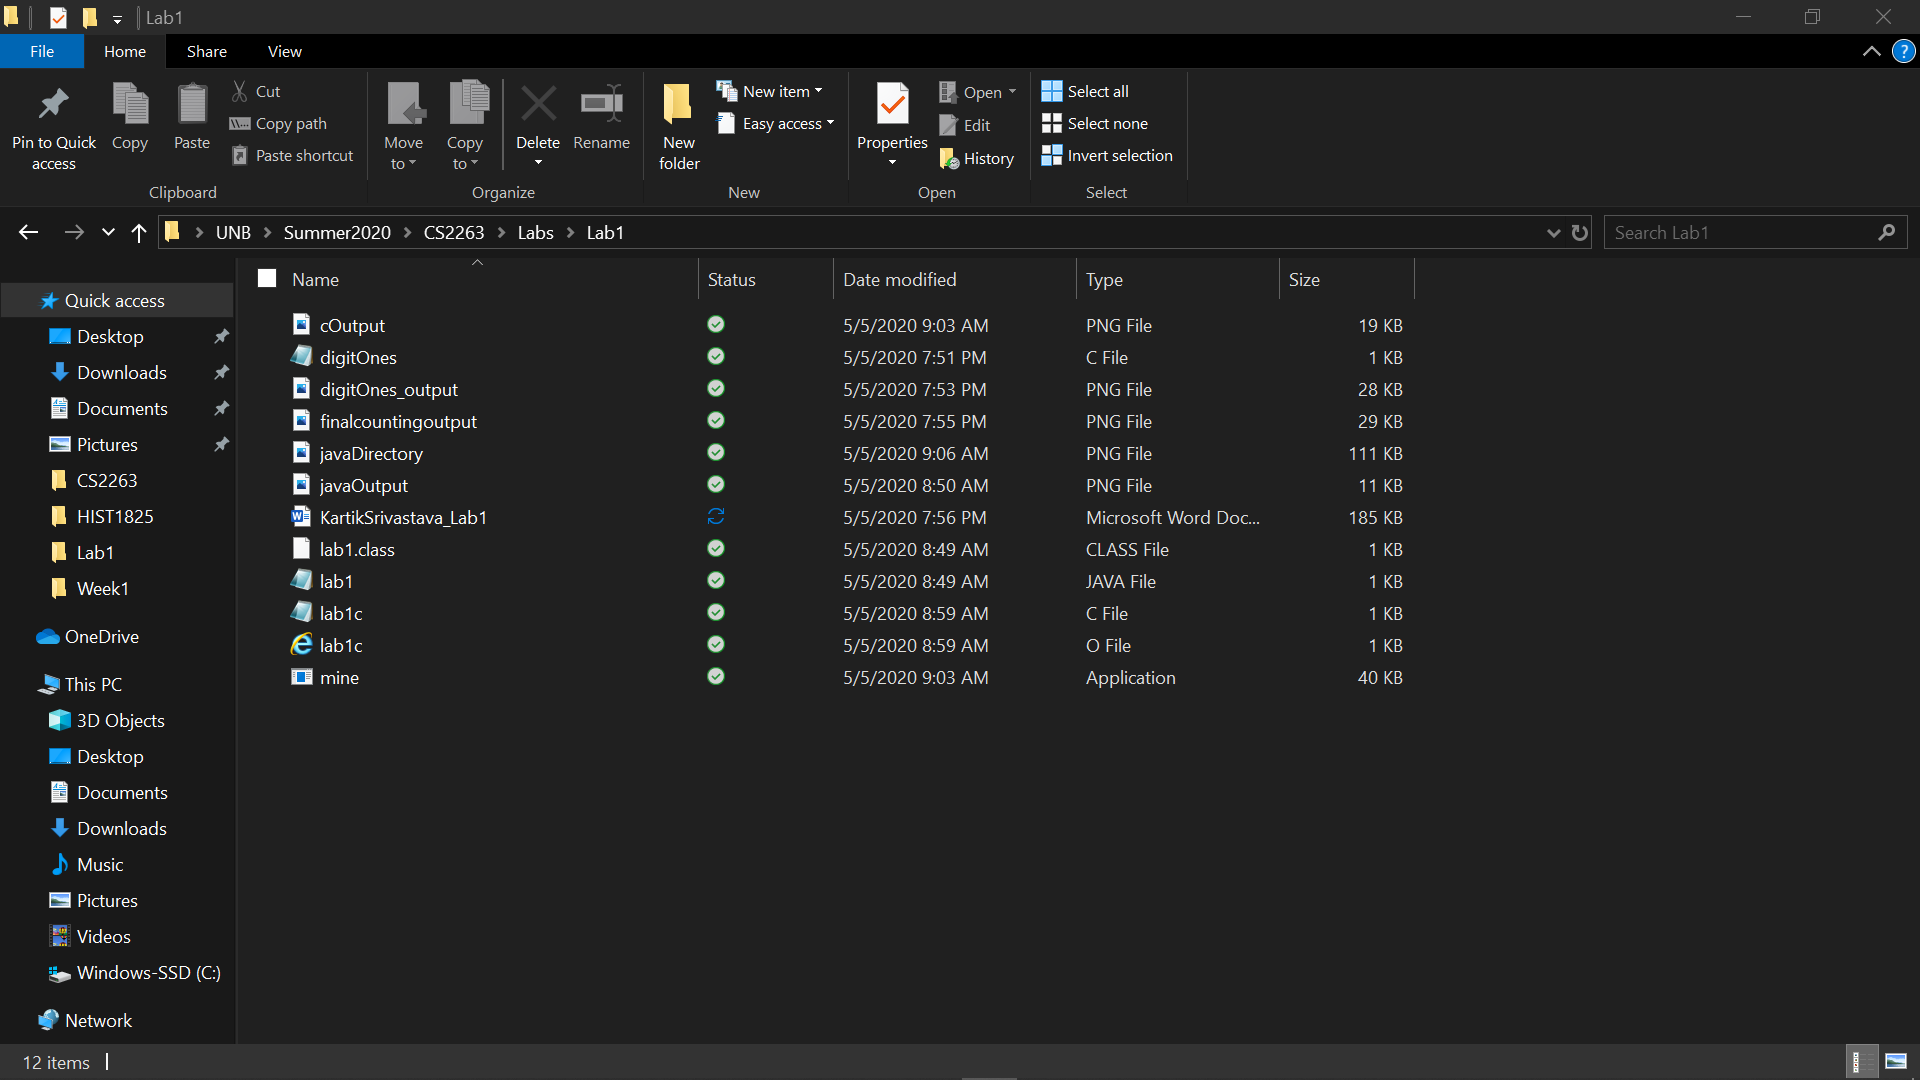 Lab1
File Home Share View
Pin to Quick access
Copy
Paste
Cut
Copy path
Paste shortcut
Clipboard
Move to
Copy to
Delete
Rename
Organize
New folder
New item
Easy access
New
Properties
Open
Edit
History
Open
Select all
Select none
Invert selection
Select
UNB > Summer2020 > CS2263 > Labs > Lab1
Search Lab1
Quick access
Desktop
Downloads
Documents
Pictures
CS2263
HIST1825
Lab1
Week1
OneDrive
This PC
3D Objects
Desktop
Documents
Downloads
Music
Pictures
Videos
Windows-SSD (C:)
Network
Name Status Date modified Type Size
cOutput 5/5/2020 9:03 AM PNG File 19 KB
digitOnes 5/5/2020 7:51 PM C File 1 KB
digitOnes_output 5/5/2020 7:53 PM PNG File 28 KB
finalcountingoutput 5/5/2020 7:55 PM PNG File 29 KB
javaDirectory 5/5/2020 9:06 AM PNG File 111 KB
javaOutput 5/5/2020 8:50 AM PNG File 11 KB
KartikSrivastava_Lab1 5/5/2020 7:56 PM Microsoft Word Doc... 185 KB
lab1.class 5/5/2020 8:49 AM CLASS File 1 KB
lab1 5/5/2020 8:49 AM JAVA File 1 KB
lab1c 5/5/2020 8:59 AM C File 1 KB
lab1c 5/5/2020 8:59 AM O File 1 KB
mine 5/5/2020 9:03 AM Application 40 KB
12 items